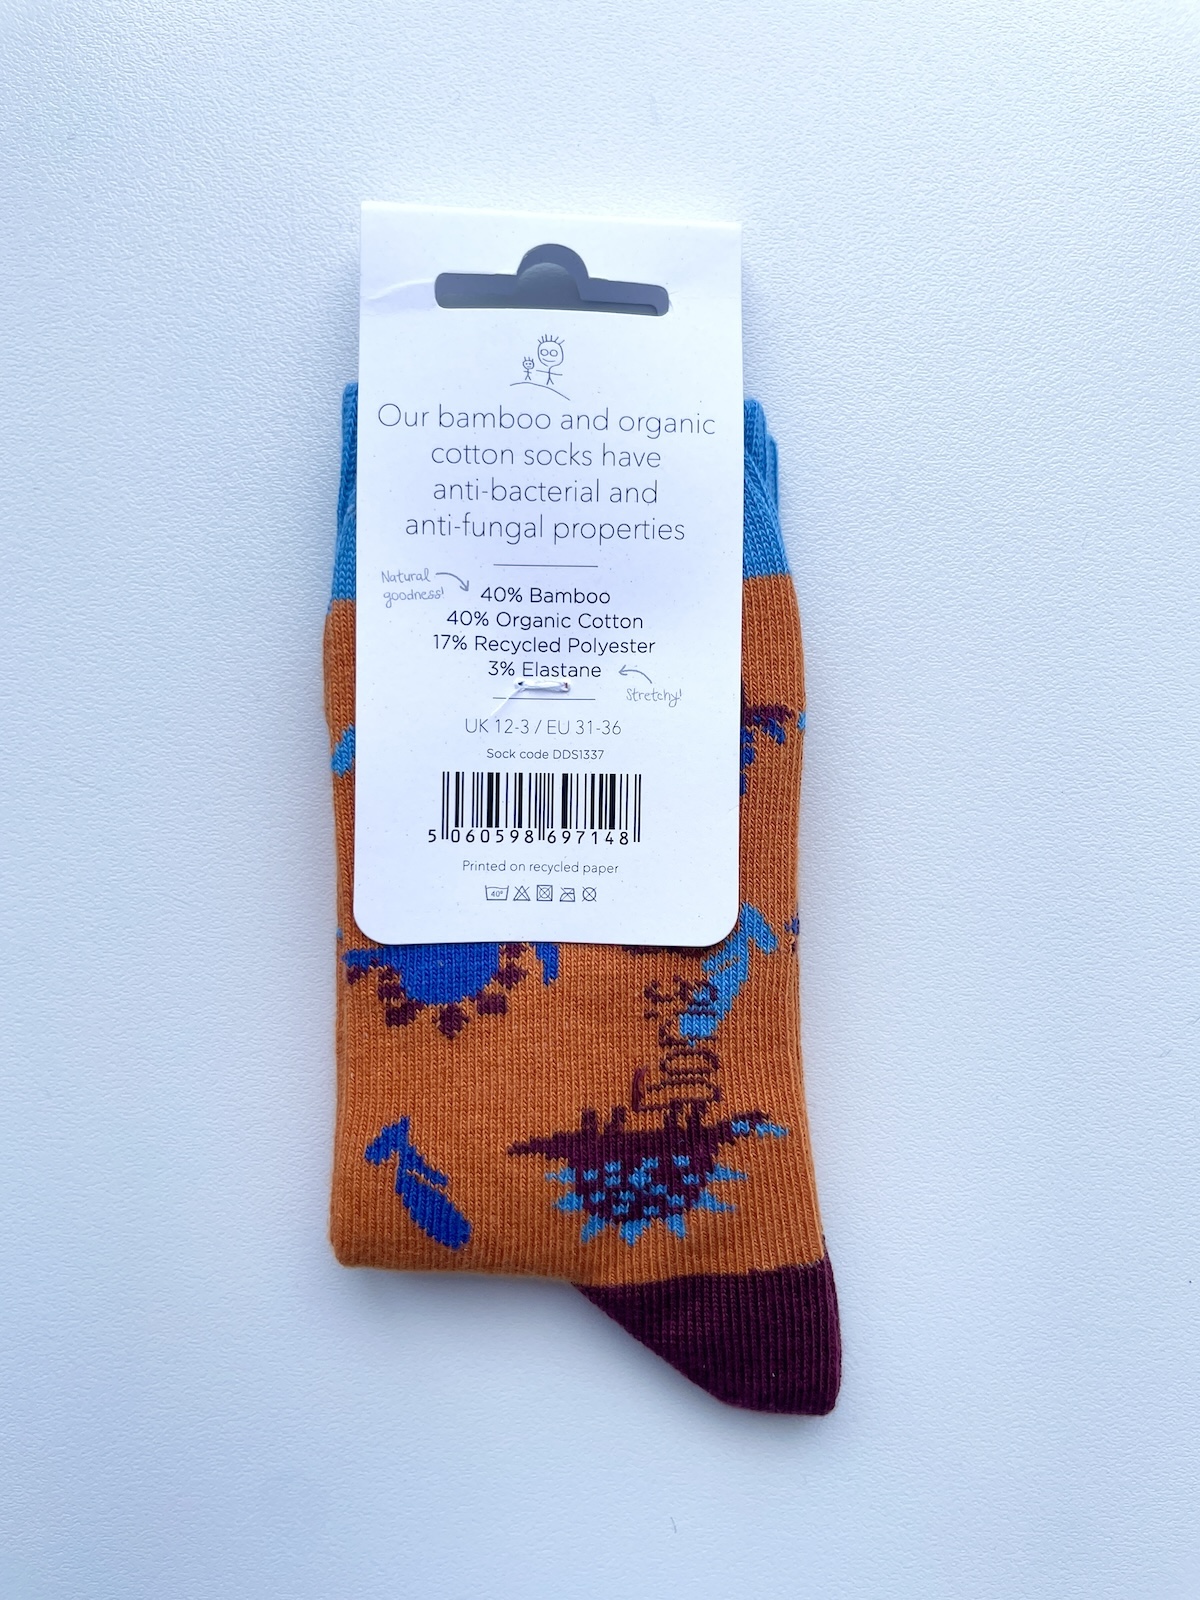 Our bamboo and organic
cotton socks have
anti-bacterial and
anti-fungal properties
Natural
goodness!
40% Bamboo
40% Organic Cotton
17% Recycled Polyester
3% Elastane
Stretchy!
UK 12-3 / EU 31-36
Sock code DDS1337
5 060598 697148
Printed on recycled paper
40°